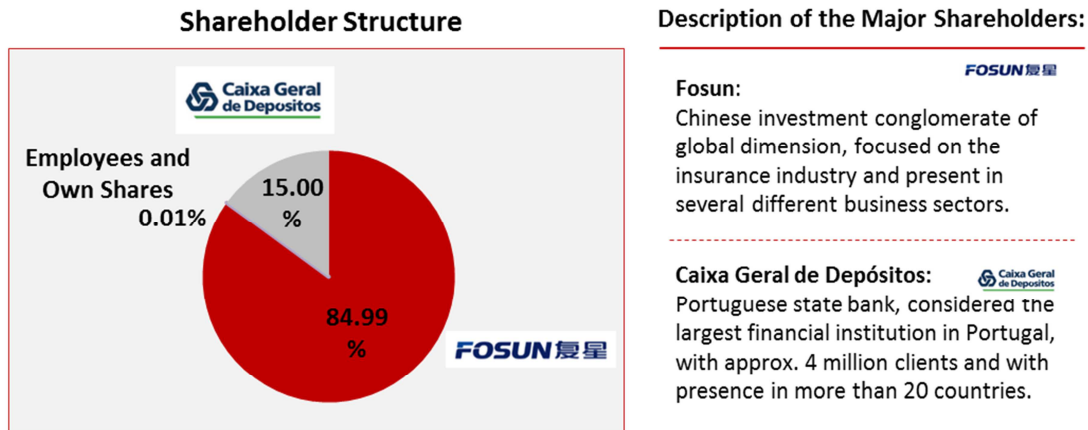 Shareholder Structure
Caixa Geral
de Depositos
Employees and
Own Shares
0.01%
15.00
%
84.99
%
FOSUN复星
Description of the Major Shareholders:
FOSUN复星
Fosun:
Chinese investment conglomerate of
global dimension, focused on the
insurance industry and present in
several different business sectors.
Caixa Geral de Depósitos:
Caixa Geral
de Depositos
Portuguese state bank, considered the
largest financial institution in Portugal,
with approx. 4 million clients and with
presence in more than 20 countries.